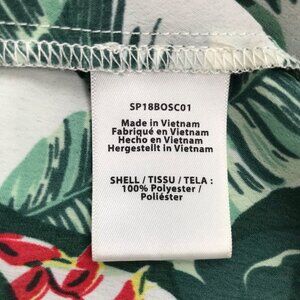 SP18BOSC01
Made in Vietnam
Fabriqué en Vietnam
Hecho en Vietnam
Hergestellt in Vietnam
SHELL / TISSU / TELA :
100% Polyester /
Poliéster